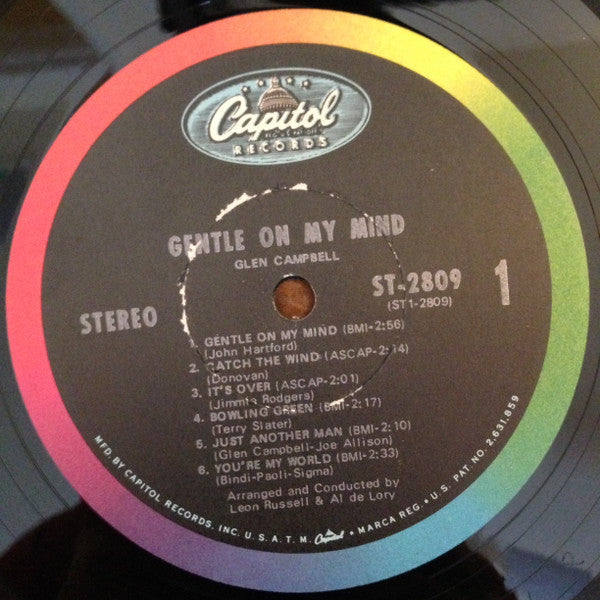 Capitol
RECORDS
GENTLE ON MY MIND
GLEN CAMPBELL
STEREO
ST-2809
(ST1-2809)
1
1. GENTLE ON MY MIND (BMI-2:56)
(John Hartford)
2. CATCH THE WIND (ASCAP-2:14
(Donovan)
3. IT'S OVER (ASCAP-2:01)
(Jimmie Rodgers)
4. BOWLING GREEN (BMI-2:17)
(Terry Slater)
5. JUST ANOTHER MAN (BMI-2:10)
(Glen Campbell-Joe Allison)
6. YOU'RE MY WORLD (BMI-2:33)
(Bindi-Paoli-Sigma)
Arranged and Conducted by
Leon Russell & Al de Lory
MFD. BY CAPITOL RECORDS, INC. U.S.A. T.M. Capitol • MARCA REG. • U.S. PAT. NO. 2,631,859